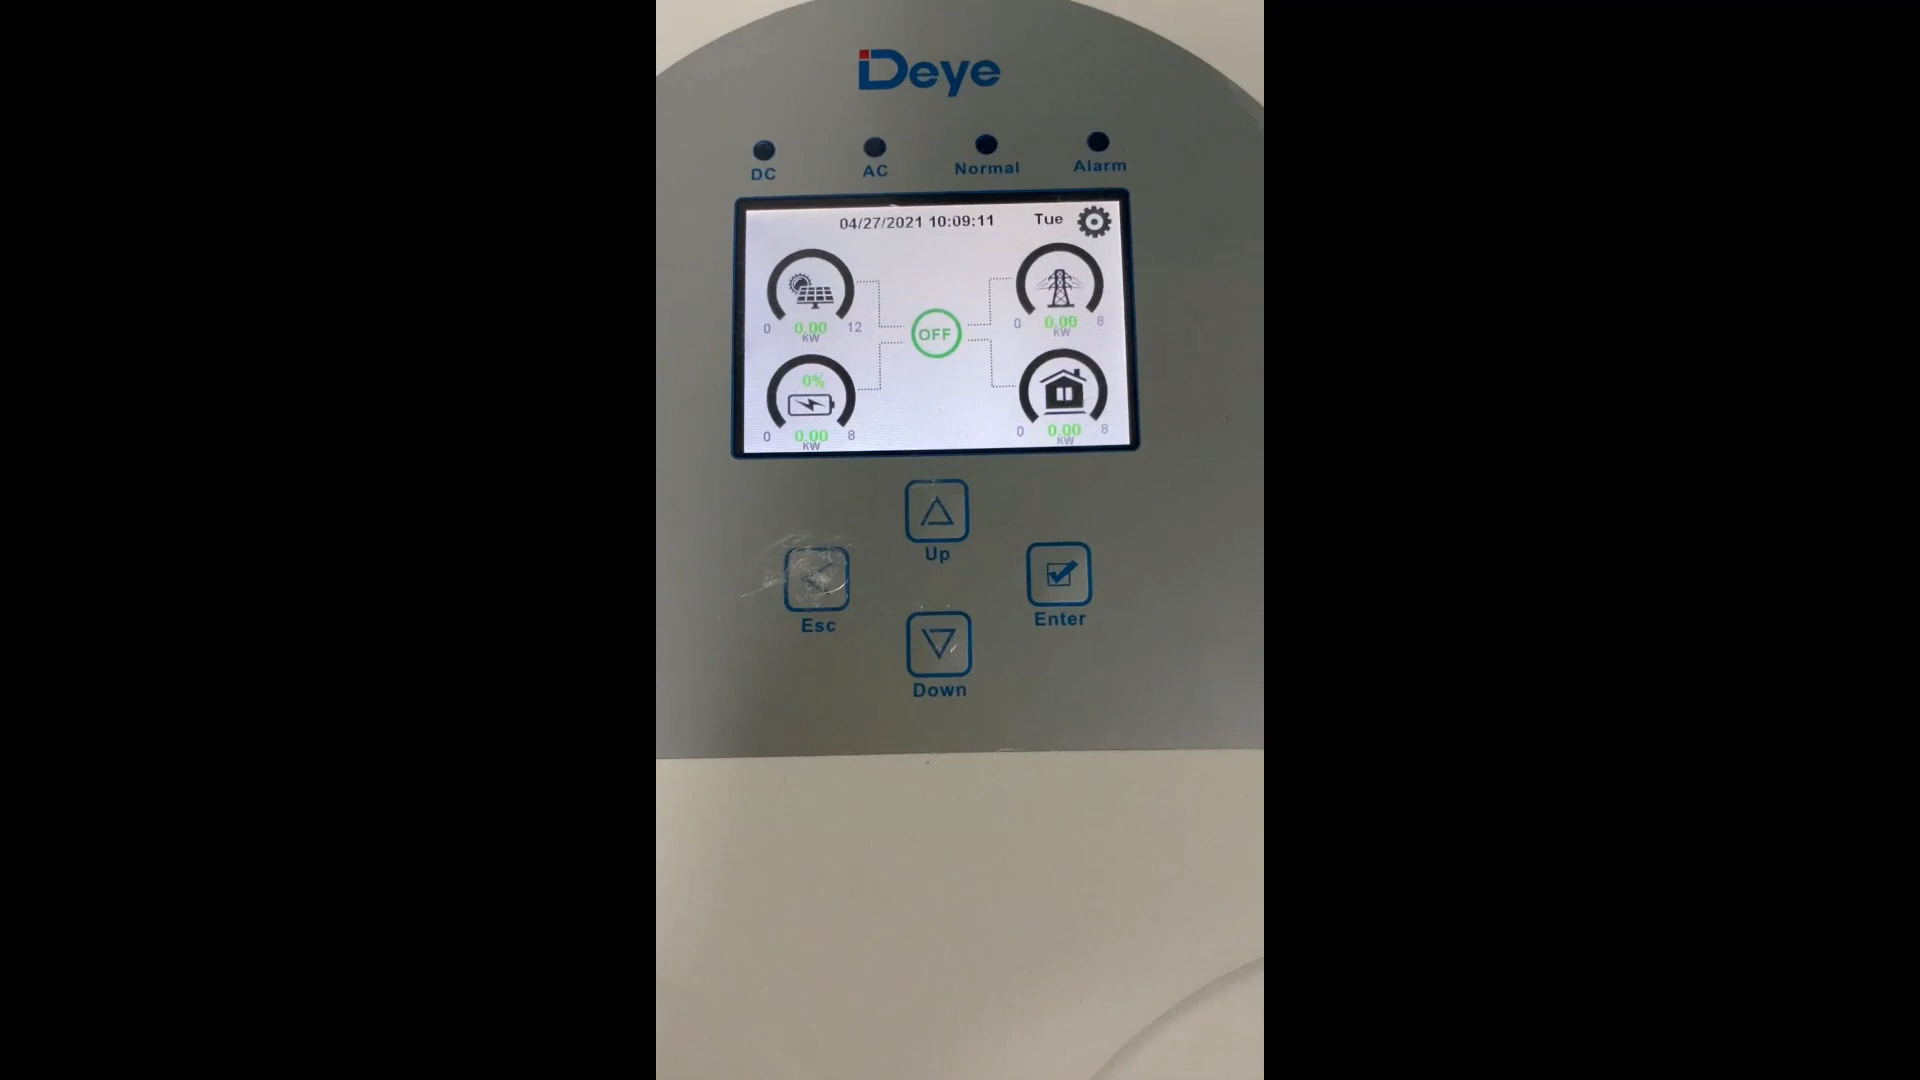 Deye
DC AC Normal Alarm
04/27/2021 10:09:11 Tue
0 0.00 12
KW
0 0.00 8
KW
OFF
0%
0 0.00 8
KW
0 0.00 8
KW
Up
Esc
Enter
Down